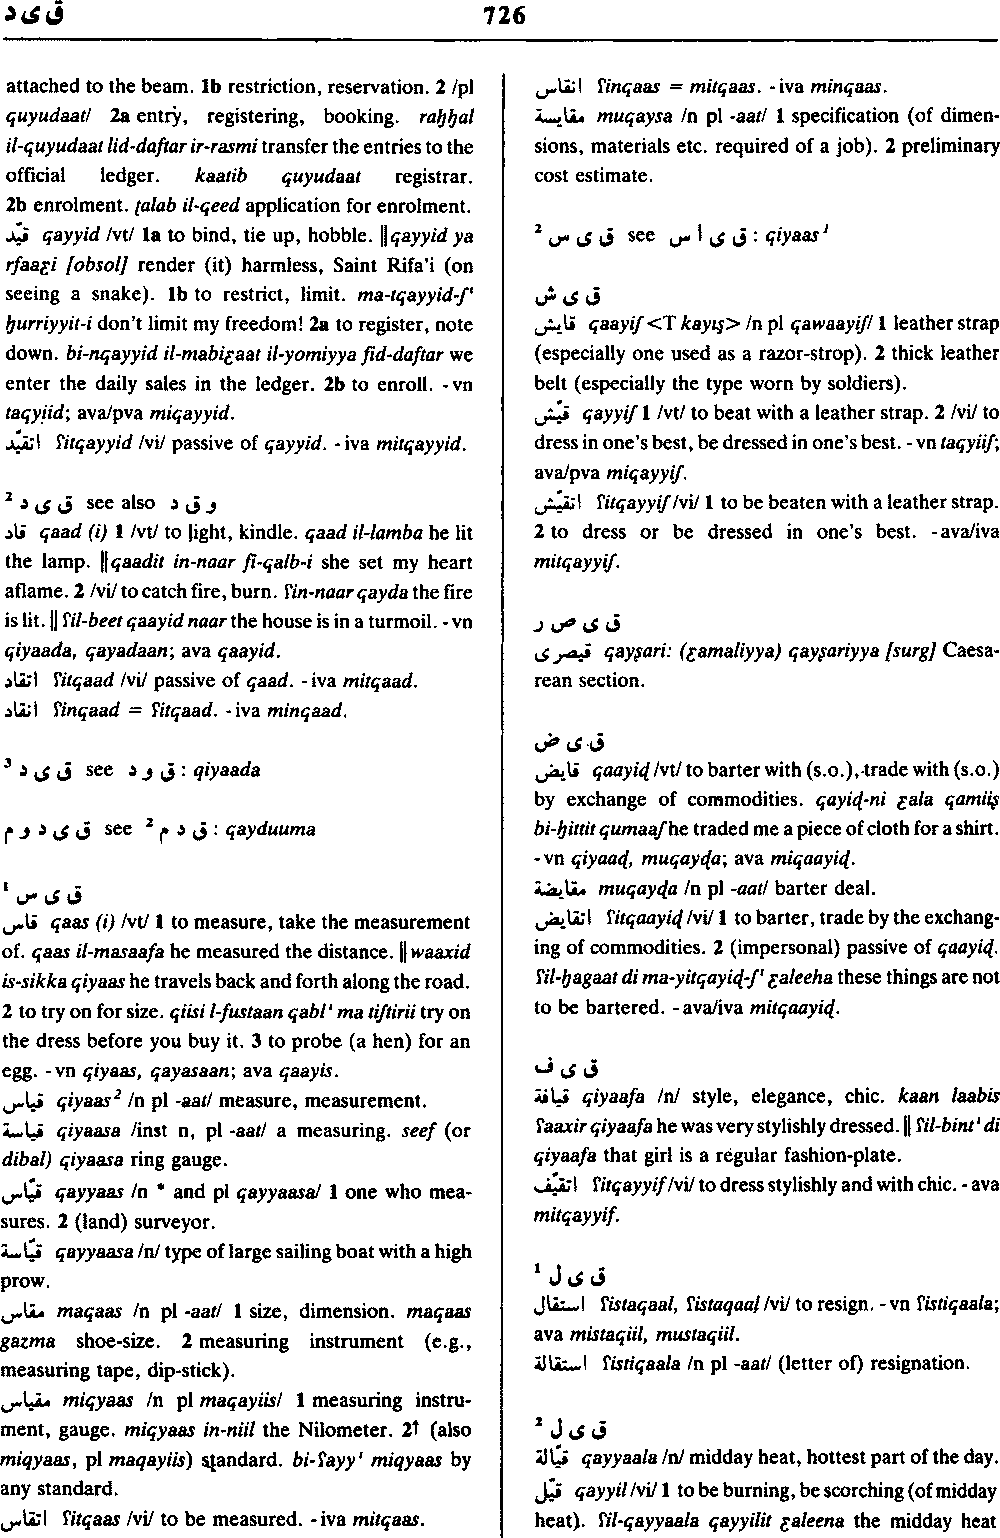 ق ى د
726
attached to the beam. 1b restriction, reservation. 2 /pl
quyudaat/ 2a entry, registering, booking. raḥḥal
il-quyudaat lid-daftar ir-rasmi transfer the entries to the
official ledger. kaatib quyudaat registrar.
2b enrolment. ṭalab il-qeed application for enrolment.
قيّد qayyid /vt/ 1a to bind, tie up, hobble. ‖ qayyid ya
rfaaƹi [obsol] render (it) harmless, Saint Rifa'i (on
seeing a snake). 1b to restrict, limit. ma-tqayyid-ʃ'
ḥurriyyit-i don't limit my freedom! 2a to register, note
down. bi-nqayyid il-mabiƹaat il-yomiyya fid-daftar we
enter the daily sales in the ledger. 2b to enroll. -vn
taqyiid; ava/pva miqayyid.
اتقيّد ʕitqayyid /vi/ passive of qayyid. -iva mitqayyid.
ق ى د ² see also و ق د
قاد qaad (i) 1 /vt/ to light, kindle. qaad il-lamba he lit
the lamp. ‖ qaadit in-naar fi-qalb-i she set my heart
aflame. 2 /vi/ to catch fire, burn. ʕin-naar qayda the fire
is lit. ‖ ʕil-beet qaayid naar the house is in a turmoil. -vn
qiyaada, qayadaan; ava qaayid.
اتقاد ʕitqaad /vi/ passive of qaad. -iva mitqaad.
انقاد ʕinqaad = ʕitqaad. -iva minqaad.
ق ى د ³ see ق و د : qiyaada
ق ى د و م see ق د م ² : qayduuma
ق ى س ¹
قاس qaas (i) /vt/ 1 to measure, take the measurement
of. qaas il-masaafa he measured the distance. ‖ waaxid
is-sikka qiyaas he travels back and forth along the road.
2 to try on for size. qiisi l-fustaan qabl' ma tiftirii try on
the dress before you buy it. 3 to probe (a hen) for an
egg. -vn qiyaas, qayasaan; ava qaayis.
قياس qiyaas² /n pl -aat/ measure, measurement.
قياسة qiyaasa /inst n, pl -aat/ a measuring. seef (or
dibal) qiyaasa ring gauge.
قيّاس qayyaas /n * and pl qayyaasa/ 1 one who mea-
sures. 2 (land) surveyor.
قيّاسة qayyaasa /n/ type of large sailing boat with a high
prow.
مقاس maqaas /n pl -aat/ 1 size, dimension. maqaas
gazma shoe-size. 2 measuring instrument (e.g.,
measuring tape, dip-stick).
مقياس miqyaas /n pl maqayiis/ 1 measuring instru-
ment, gauge. miqyaas in-niil the Nilometer. 2↑ (also
miqyaas, pl maqayiis) standard. bi-ʕayy' miqyaas by
any standard.
اتقاس ʕitqaas /vi/ to be measured. -iva mitqaas.
انقاس ʕinqaas = mitqaas. -iva minqaas.
مقايسة muqaysa /n pl -aat/ 1 specification (of dimen-
sions, materials etc. required of a job). 2 preliminary
cost estimate.
ق ى س ² see ق ى ا س : qiyaas¹
ق ى ش
قايش qaayiʃ <T kayış> /n pl qawaayiʃ/ 1 leather strap
(especially one used as a razor-strop). 2 thick leather
belt (especially the type worn by soldiers).
قيّش qayyiʃ 1 /vt/ to beat with a leather strap. 2 /vi/ to
dress in one's best, be dressed in one's best. -vn taqyiiʃ;
ava/pva miqayyiʃ.
اتقيّش ʕitqayyiʃ /vi/ 1 to be beaten with a leather strap.
2 to dress or be dressed in one's best. -ava/iva
mitqayyiʃ.
ق ى ص ر
قيصرى qayṣari: (ƹamaliyya) qayṣariyya [surg] Caesa-
rean section.
ق ى ض
قايض qaayiḍ /vt/ to barter with (s.o.), trade with (s.o.)
by exchange of commodities. qayiḍ-ni ƹala qamiiṣ
bi-ḥittit qumaaʃ he traded me a piece of cloth for a shirt.
-vn qiyaaḍ, muqayḍa; ava miqaayiḍ.
مقايضة muqayḍa /n pl -aat/ barter deal.
اتقايض ʕitqaayiḍ /vi/ 1 to barter, trade by the exchang-
ing of commodities. 2 (impersonal) passive of qaayiḍ.
ʕil-ḥagaat di ma-yitqayiḍ-ʃ' ƹaleeha these things are not
to be bartered. -ava/iva mitqaayiḍ.
ق ى ف
قيافة qiyaafa /n/ style, elegance, chic. kaan laabis
ʕaaxir qiyaafa he was very stylishly dressed. ‖ ʕil-bint' di
qiyaafa that girl is a regular fashion-plate.
اتقيّف ʕitqayyif /vi/ to dress stylishly and with chic. -ava
mitqayyif.
ق ى ل ¹
استقال ʕistaqaal, ʕistaqaaḷ /vi/ to resign. -vn ʕistiqaala;
ava mistaqiil, mustaqiil.
استقالة ʕistiqaala /n pl -aat/ (letter of) resignation.
ق ى ل ²
قيّالة qayyaala /n/ midday heat, hottest part of the day.
قيّل qayyil /vi/ 1 to be burning, be scorching (of midday
heat). ʕil-qayyaala qayyilit ƹaleena the midday heat